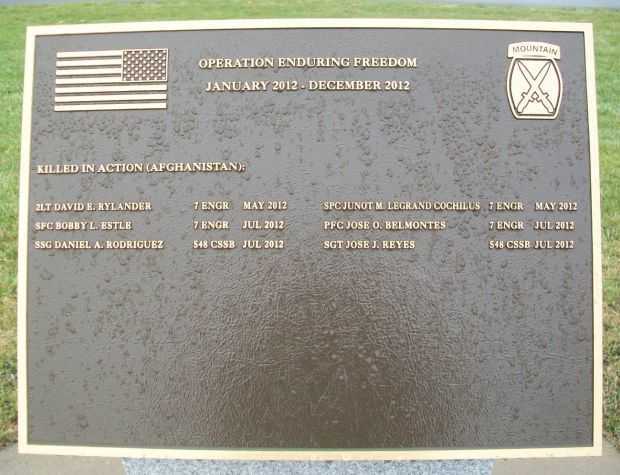 OPERATION ENDURING FREEDOM
MOUNTAIN
JANUARY 2012 - DECEMBER 2012
KILLED IN ACTION (AFGHANISTAN):
2LT DAVID E. RYLANDER 7 ENGR MAY 2012 SPC JUNOT M. LEGRAND COCHILUS 7 ENGR MAY 2012
SFC BOBBY L. ESTLE 7 ENGR JUL 2012 PFC JOSE O. BELMONTES 7 ENGR JUL 2012
SSG DANIEL A. RODRIGUEZ 548 CSSB JUL 2012 SGT JOSE J. REYES 548 CSSB JUL 2012